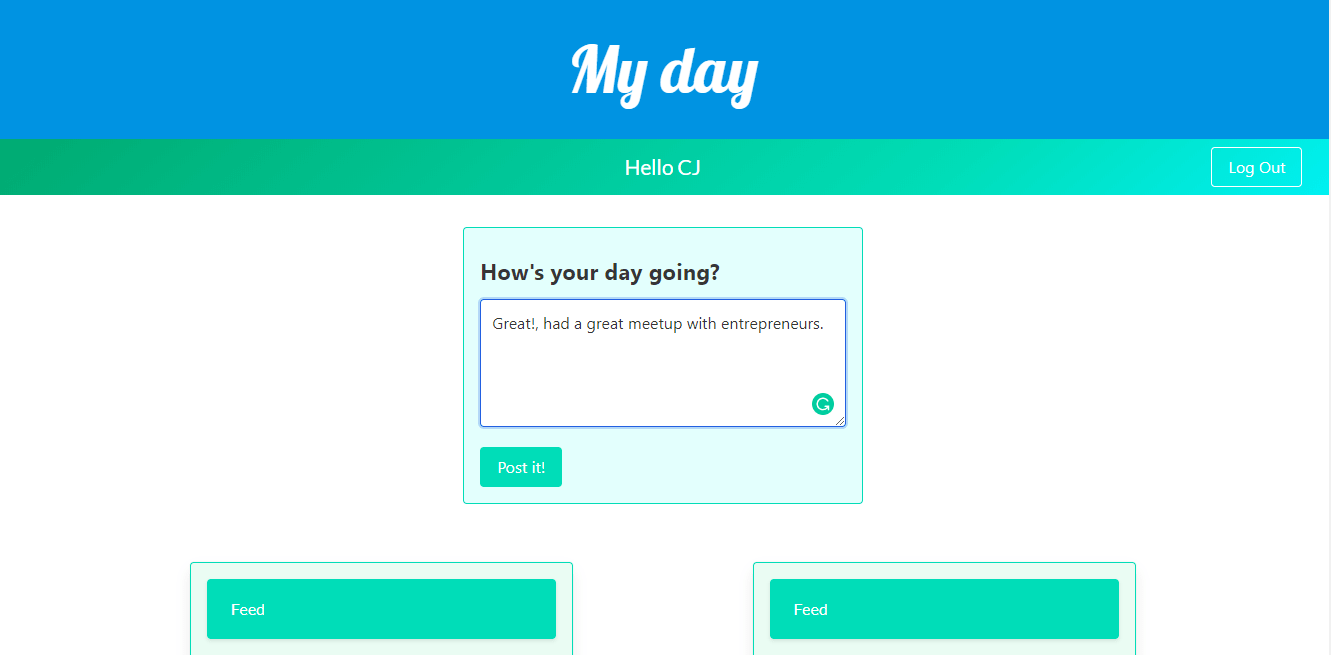 My day
Hello CJ
Log Out
How's your day going?
Great!, had a great meetup with entrepreneurs.
Post it!
Feed
Feed